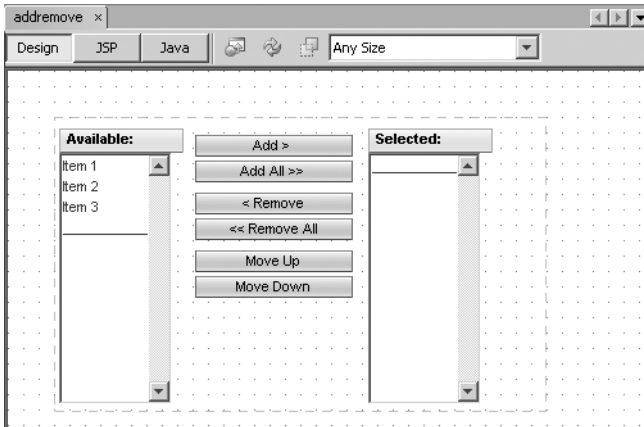 addremove ×
Design JSP Java Any Size
Available:
Item 1
Item 2
Item 3
Add >
Add All >>
< Remove
<< Remove All
Move Up
Move Down
Selected: